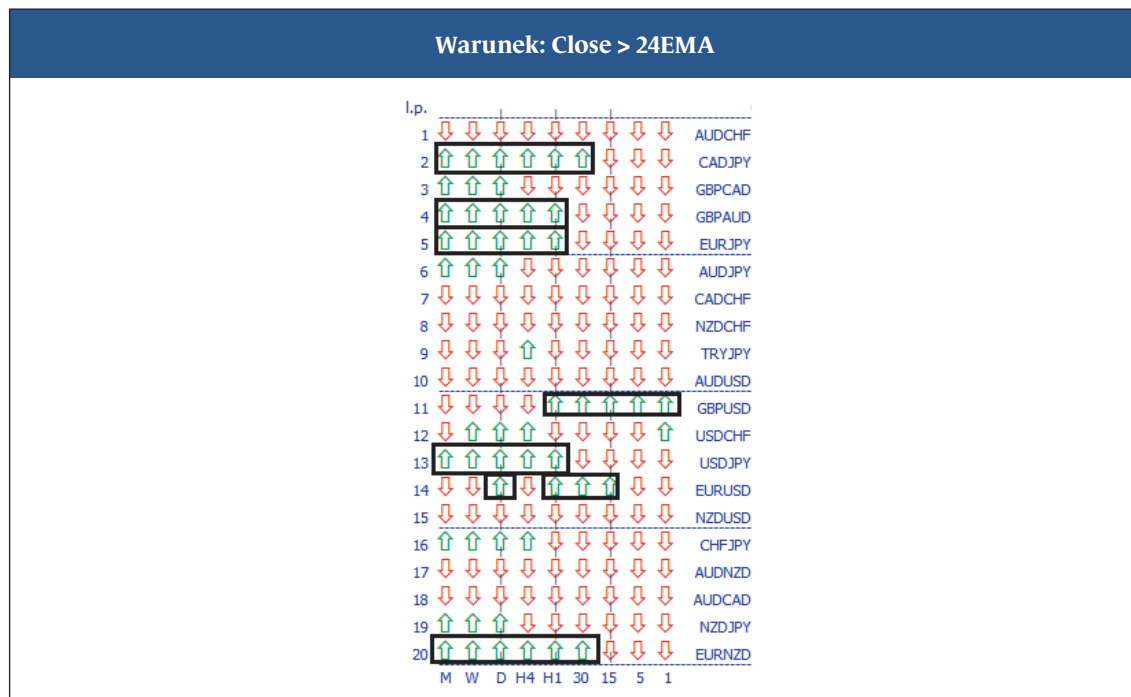 Warunek: Close > 24EMA
l.p.
1 AUDCHF
2 CADJPY
3 GBPCAD
4 GBPAUD
5 EURJPY
6 AUDJPY
7 CADCHF
8 NZDCHF
9 TRYJPY
10 AUDUSD
11 GBPUSD
12 USDCHF
13 USDJPY
14 EURUSD
15 NZDUSD
16 CHFJPY
17 AUDNZD
18 AUDCAD
19 NZDJPY
20 EURNZD
M W D H4 H1 30 15 5 1